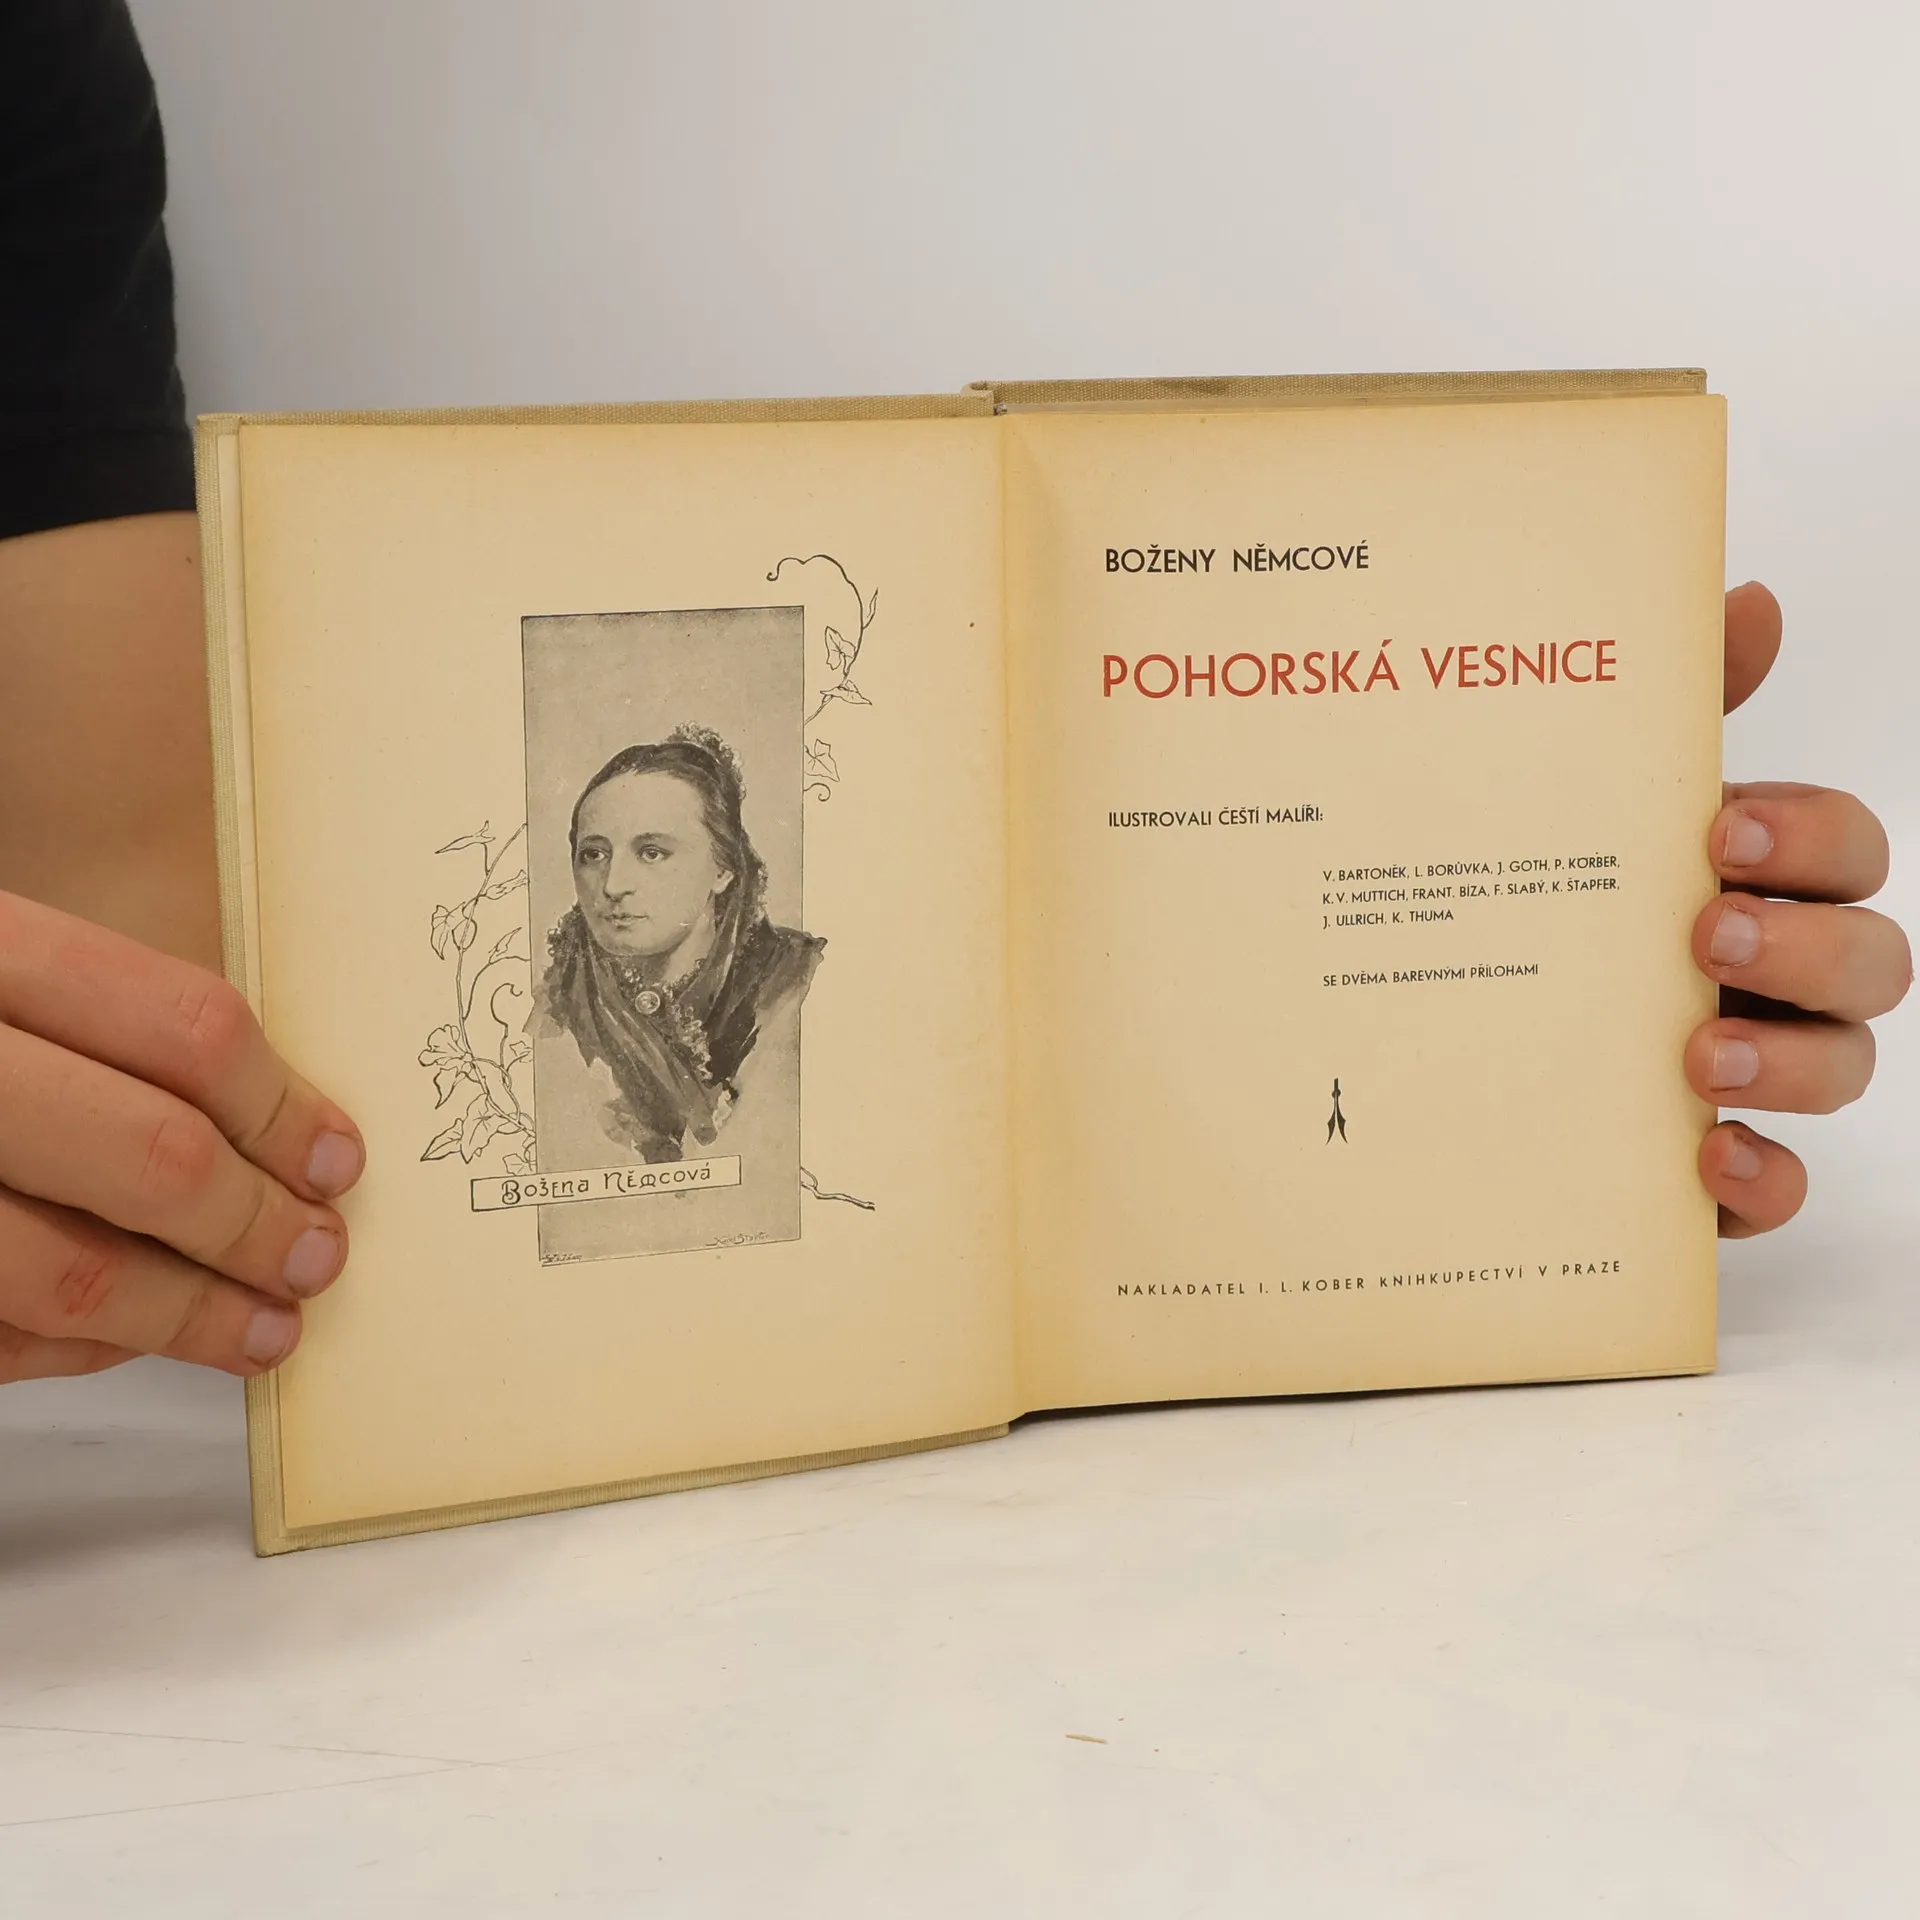 Božena Němcová
BOŽENY NĚMCOVÉ
POHORSKÁ VESNICE
ILUSTROVALI ČEŠTÍ MALÍŘI:
V. BARTONĚK, L. BORŮVKA, J. GOTH, P. KÖRBER,
K. V. MUTTICH, FRANT. BÍZA, F. SLABÝ, K. ŠTAPFER,
J. ULLRICH, K. THUMA
SE DVĚMA BAREVNÝMI PŘÍLOHAMI
NAKLADATEL I. L. KOBER KNIHKUPECTVÍ V PRAZE